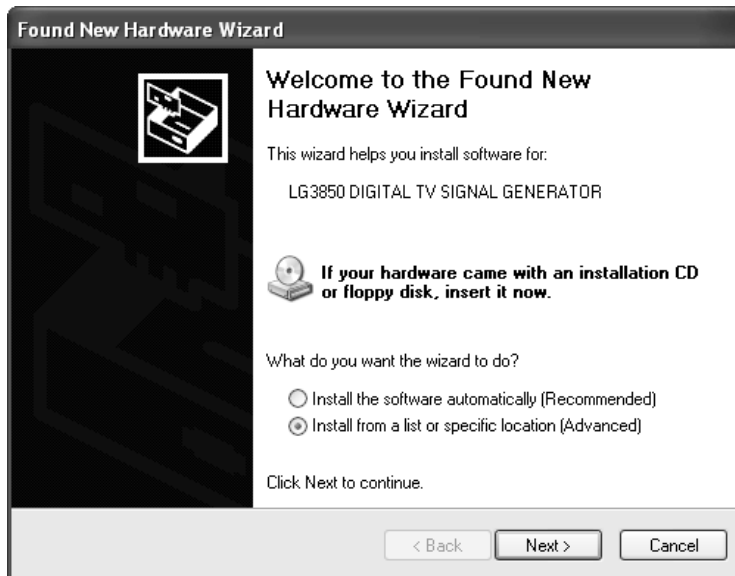 Found New Hardware Wizard
Welcome to the Found New
Hardware Wizard
This wizard helps you install software for:
LG3850 DIGITAL TV SIGNAL GENERATOR
If your hardware came with an installation CD
or floppy disk, insert it now.
What do you want the wizard to do?
Install the software automatically (Recommended)
Install from a list or specific location (Advanced)
Click Next to continue.
< Back
Next >
Cancel